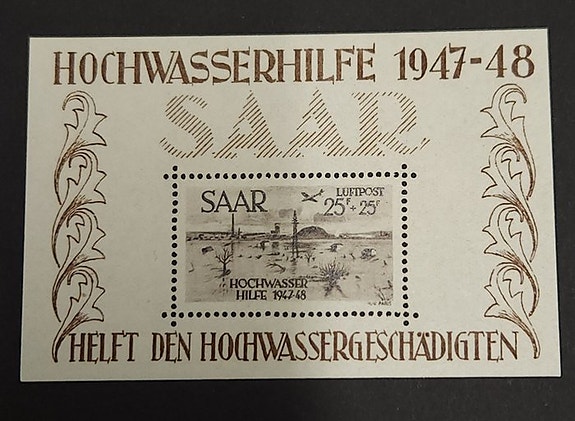 HOCHWASSERHILFE 1947-48
SAAR
SAAR
LUFTPOST
25F + 25F
HOCHWASSER
HILFE 1947-48
HELFT DEN HOCHWASSERGESCHÄDIGTEN